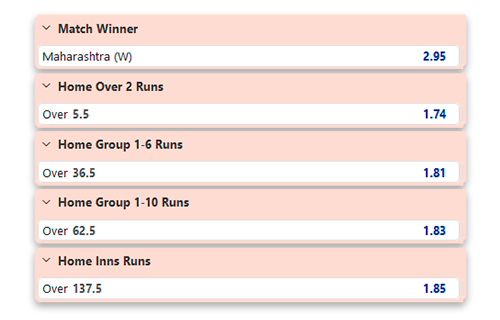 Match Winner
Maharashtra (W) 2.95
Home Over 2 Runs
Over 5.5 1.74
Home Group 1-6 Runs
Over 36.5 1.81
Home Group 1-10 Runs
Over 62.5 1.83
Home Inns Runs
Over 137.5 1.85